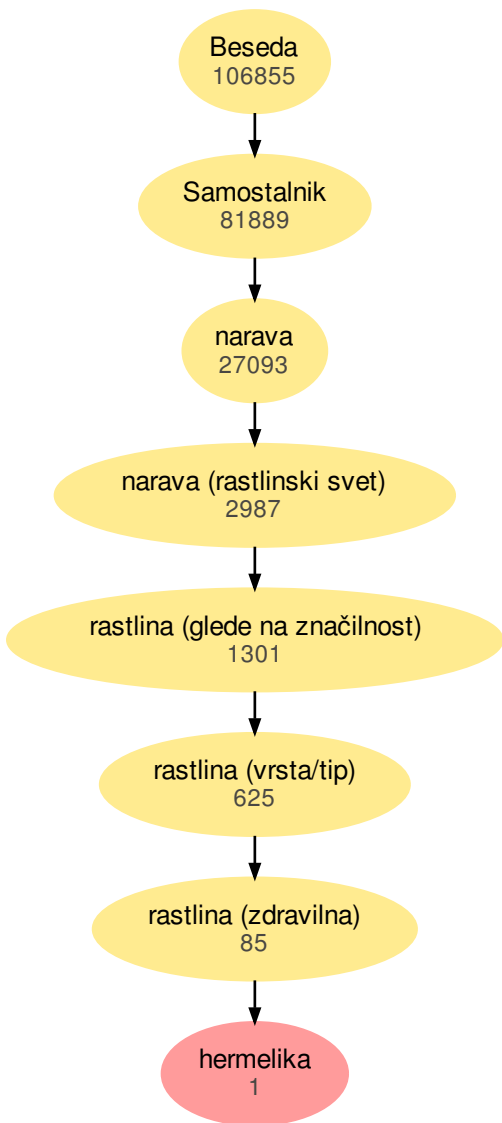 Beseda
106855
Samostalnik
81889
narava
27093
narava (rastlinski svet)
2987
rastlina (glede na značilnost)
1301
rastlina (vrsta/tip)
625
rastlina (zdravilna)
85
hermelika
1